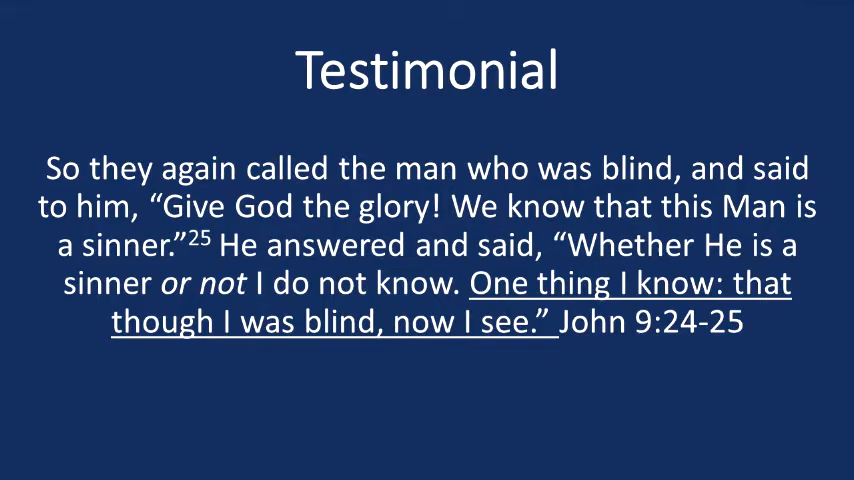 Testimonial
So they again called the man who was blind, and said
to him, “Give God the glory! We know that this Man is
a sinner.”25 He answered and said, “Whether He is a
sinner or not I do not know. One thing I know: that
though I was blind, now I see.” John 9:24-25